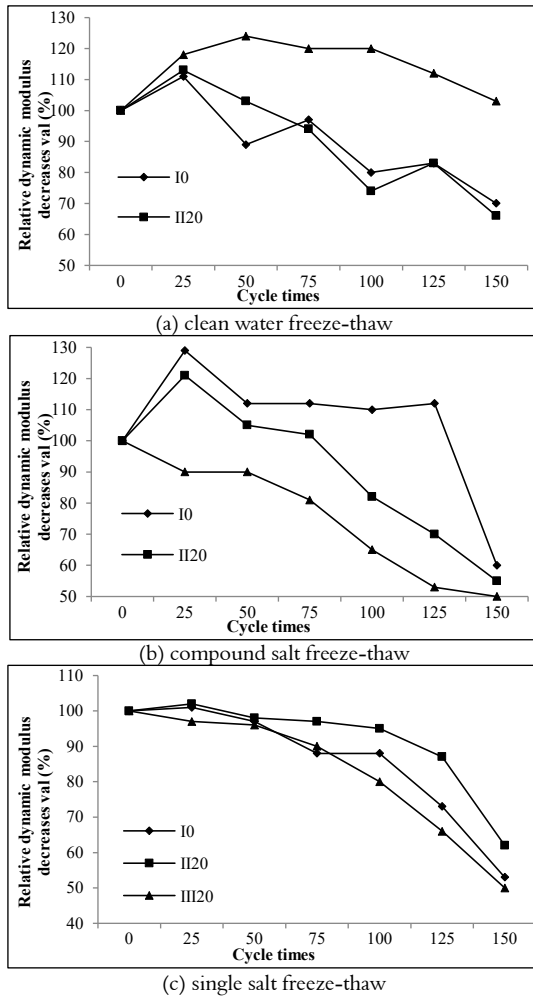 130
120
110
100
90
80
70
60
50
Relative dynamic modulus
decreases val (%)
I0
II20
0 25 50 75 100 125 150
Cycle times
(a) clean water freeze-thaw
130
120
110
100
90
80
70
60
50
Relative dynamic modulus
decreases val (%)
I0
II20
0 25 50 75 100 125 150
Cycle times
(b) compound salt freeze-thaw
110
100
90
80
70
60
50
40
Relative dynamic modulus
decreases val (%)
I0
II20
III20
0 25 50 75 100 125 150
Cycle times
(c) single salt freeze-thaw